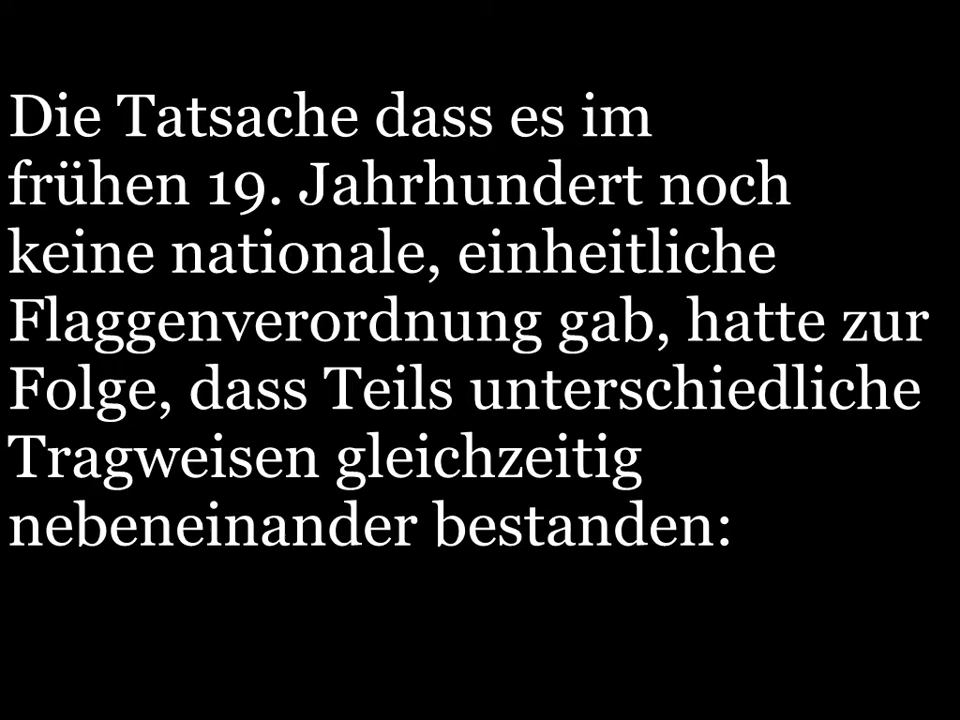 Die Tatsache dass es im
frühen 19. Jahrhundert noch
keine nationale, einheitliche
Flaggenverordnung gab, hatte zur
Folge, dass Teils unterschiedliche
Tragweisen gleichzeitig
nebeneinander bestanden: